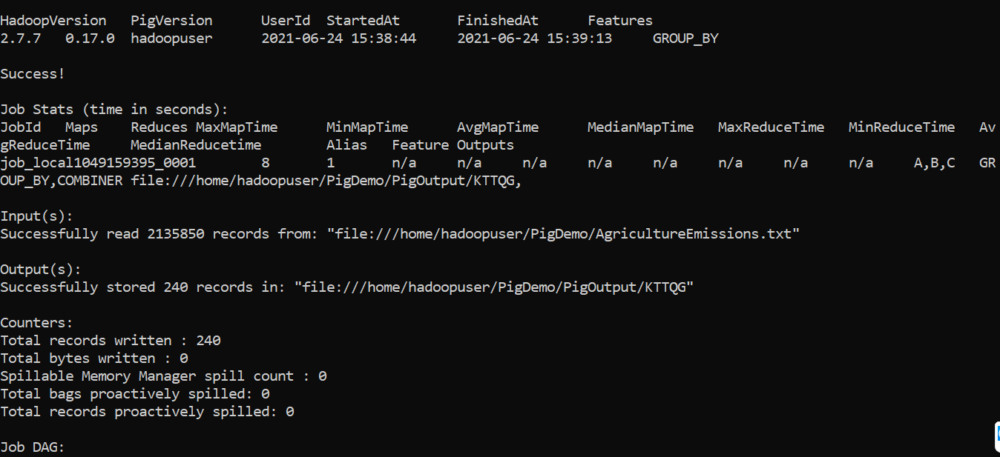 HadoopVersion PigVersion UserId StartedAt FinishedAt Features
2.7.7 0.17.0 hadoopuser 2021-06-24 15:38:44 2021-06-24 15:39:13 GROUP_BY
Success!
Job Stats (time in seconds):
JobId Maps Reduces MaxMapTime MinMapTime AvgMapTime MedianMapTime MaxReduceTime MinReduceTime Av
gReduceTime MedianReducetime Alias Feature Outputs
job_local1049159395_0001 8 1 n/a n/a n/a n/a n/a n/a n/a n/a A,B,C GR
OUP_BY,COMBINER file:///home/hadoopuser/PigDemo/PigOutput/KTTQG,
Input(s):
Successfully read 2135850 records from: "file:///home/hadoopuser/PigDemo/AgricultureEmissions.txt"
Output(s):
Successfully stored 240 records in: "file:///home/hadoopuser/PigDemo/PigOutput/KTTQG"
Counters:
Total records written : 240
Total bytes written : 0
Spillable Memory Manager spill count : 0
Total bags proactively spilled: 0
Total records proactively spilled: 0
Job DAG: